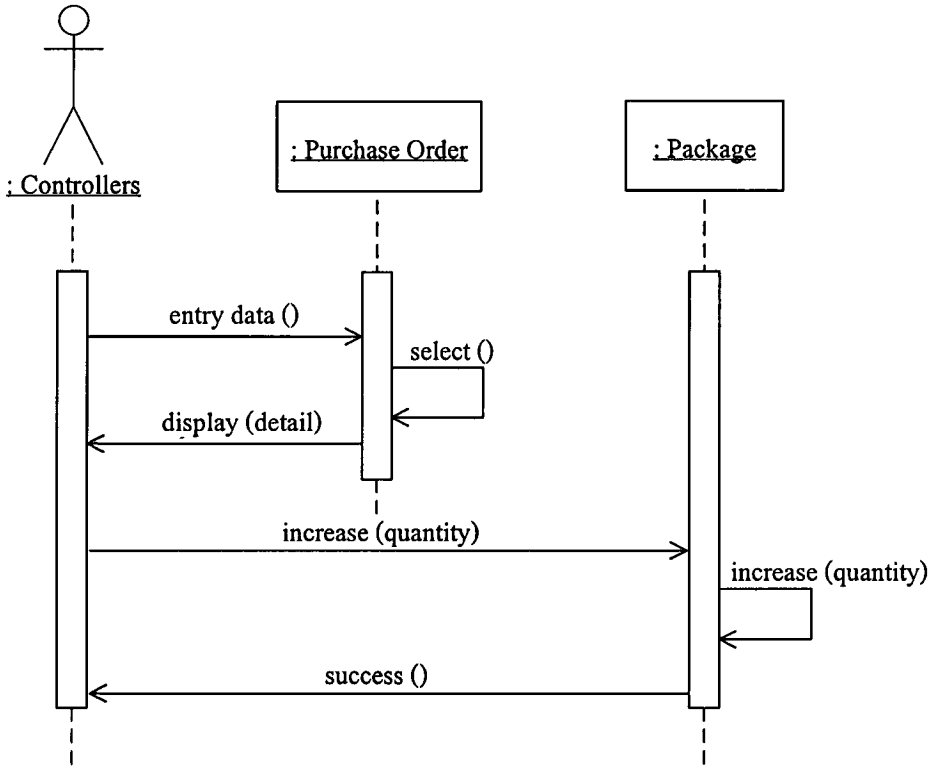 : Purchase Order
: Package
: Controllers
entry data ()
select ()
display (detail)
increase (quantity)
increase (quantity)
success ()